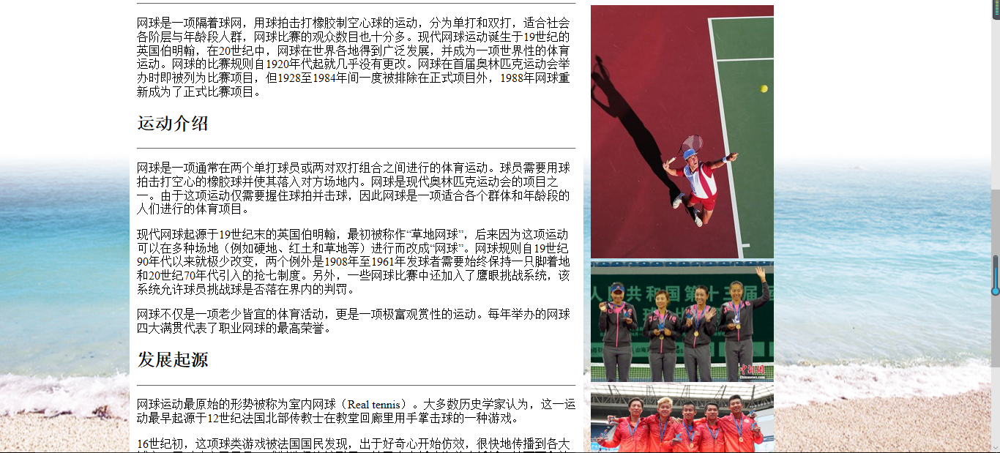 网球是一项隔着球网，用球拍击打橡胶制空心球的运动，分为单打和双打，适合社会
各阶层与年龄段人群，网球比赛的观众数目也十分多。现代网球运动诞生于19世纪的
英国伯明翰，在20世纪中，网球在世界各地得到广泛发展，并成为一项世界性的体育
运动。网球的比赛规则自1920年代起就几乎没有更改。网球在首届奥林匹克运动会举
办时即被列为比赛项目，但1928至1984年间一度被排除在正式项目外，1988年网球重
新成为了正式比赛项目。
运动介绍
网球是一项通常在两个单打球员或两对双打组合之间进行的体育运动。球员需要用球
拍击打空心的橡胶球并使其落入对方场地内。网球是现代奥林匹克运动会的项目之
一。由于这项运动仅需要握住球拍并击球，因此网球是一项适合各个群体和年龄段的
人们进行的体育项目。
现代网球起源于19世纪末的英国伯明翰，最初被称作“草地网球”，后来因为这项运动
可以在多种场地（例如硬地、红土和草地等）进行而改成“网球”。网球规则自19世纪
90年代以来就极少改变，两个例外是1908年至1961年发球者需要始终保持一只脚着地
和20世纪70年代引入的抢七制度。另外，一些网球比赛中还加入了鹰眼挑战系统，该
系统允许球员挑战球是否落在界内的判罚。
网球不仅是一项老少皆宜的体育活动，更是一项极富观赏性的运动。每年举办的网球
四大满贯代表了职业网球的最高荣誉。
发展起源
网球运动最原始的形势被称为室内网球（Real tennis）。大多数历史学家认为，这一运
动最早起源于12世纪法国北部传教士在教堂回廊里用手掌击球的一种游戏。
16世纪初，这项球类游戏被法国国民发现，出于好奇心开始仿效，很快地传播到各大
人 共和国第十三届 运
中新网
Chinanews.com